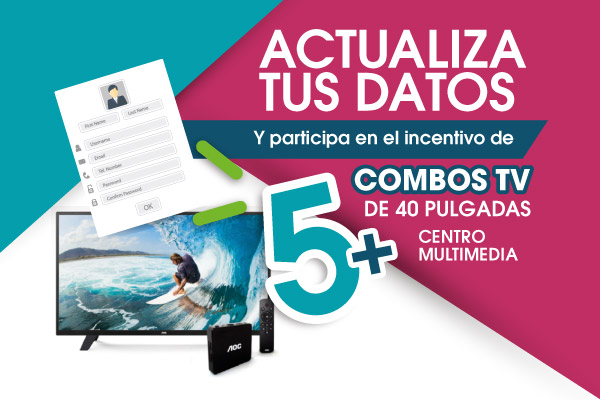 ACTUALIZA
TUS DATOS
Y participa en el incentivo de
5+
COMBOS TV
DE 40 PULGADAS
CENTRO
MULTIMEDIA
First Name
Last Name
Username
Email
Tel. Number
Password
Confirm Password
OK
AOC